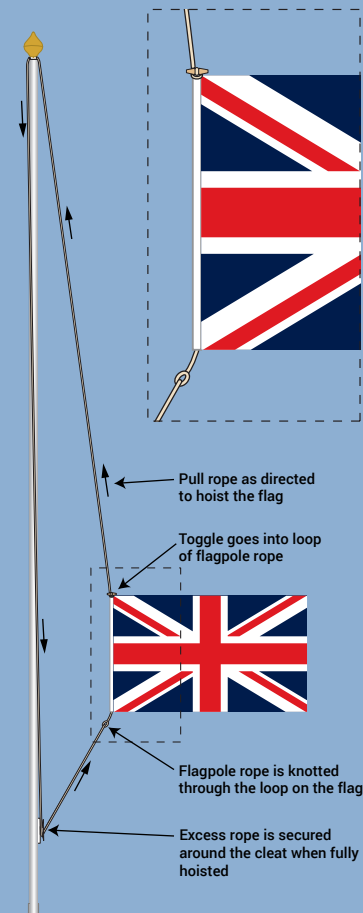 Pull rope as directed
to hoist the flag
Toggle goes into loop
of flagpole rope
Flagpole rope is knotted
through the loop on the flag
Excess rope is secured
around the cleat when fully
hoisted